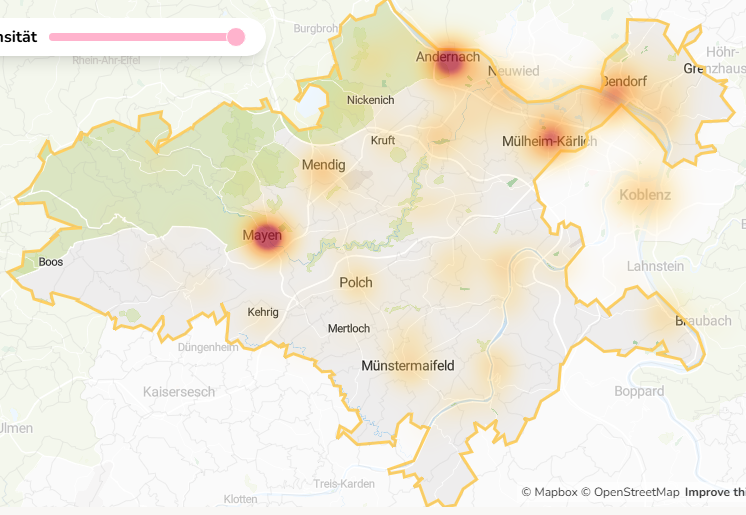 nsität
Burgbroh
Rhein-Ahr-Eifel
Andernach
Neuwied
Höhr-
Grenzhaus
Bendorf
Nickenich
Kruft
Mülheim-Kärlich
Mendig
Koblenz
Mayen
Boos
Lahnstein
Polch
Kehrig
Mertloch
Braubach
Düngenheim
Münstermaifeld
Kaisersesch
Boppard
Ulmen
Treis-Karden
Klotten
© Mapbox © OpenStreetMap Improve thi